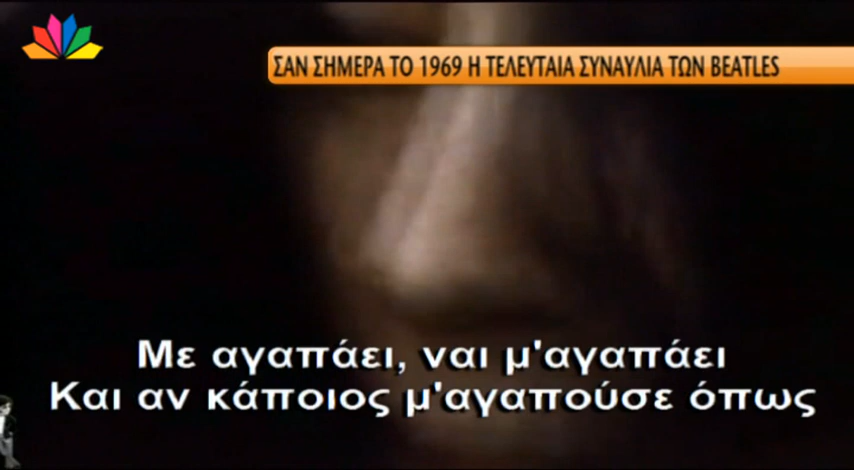 ΣΑΝ ΣΗΜΕΡΑ ΤΟ 1969 Η ΤΕΛΕΥΤΑΙΑ ΣΥΝΑΥΛΙΑ ΤΩΝ BEATLES
Με αγαπάει, ναι μ'αγαπάει
Και αν κάποιος μ'αγαπούσε όπως